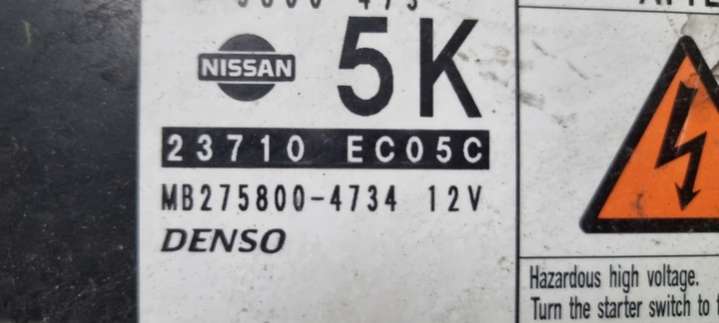 NISSAN
5K
23710 EC05C
MB275800-4734 12V
DENSO
Hazardous high voltage.
Turn the starter switch to